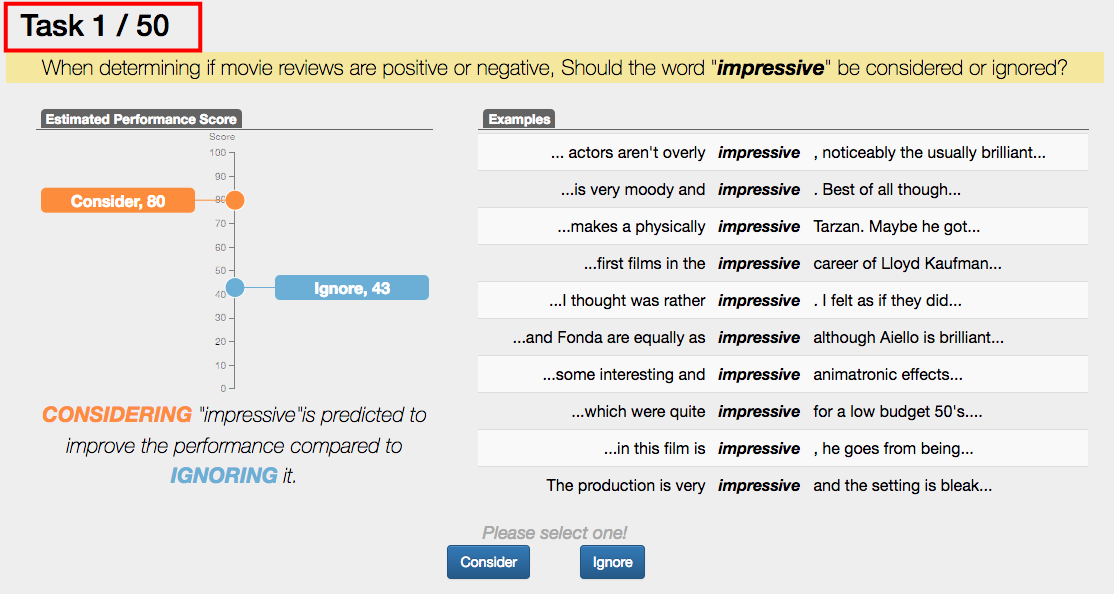 Task 1 / 50
When determining if movie reviews are positive or negative, Should the word "impressive" be considered or ignored?
Estimated Performance Score
Score
100
90
80
70
60
50
40
30
20
10
0
Consider, 80
Ignore, 43
CONSIDERING "impressive"is predicted to
improve the performance compared to
IGNORING it.
Examples
... actors aren't overly impressive , noticeably the usually brilliant...
...is very moody and impressive . Best of all though...
...makes a physically impressive Tarzan. Maybe he got...
...first films in the impressive career of Lloyd Kaufman...
...I thought was rather impressive . I felt as if they did...
...and Fonda are equally as impressive although Aiello is brilliant...
...some interesting and impressive animatronic effects...
...which were quite impressive for a low budget 50's....
...in this film is impressive , he goes from being...
The production is very impressive and the setting is bleak...
Please select one!
Consider
Ignore